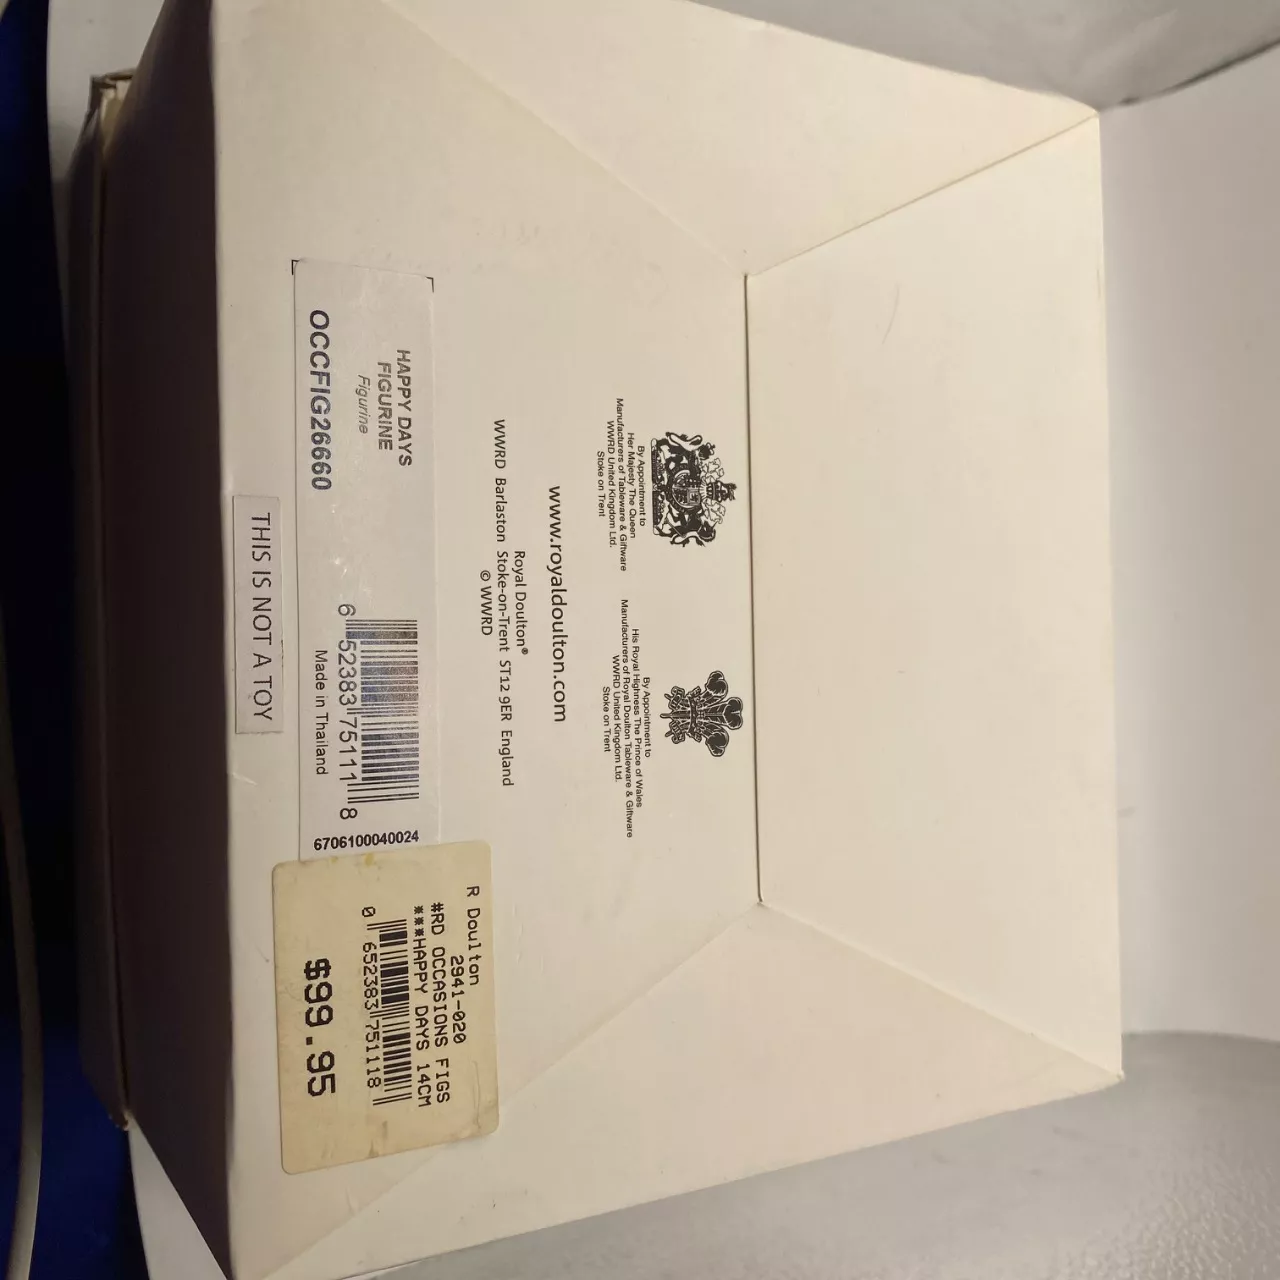 By Appointment to
Her Majesty The Queen
Manufacturers of Tableware & Giftware
WWRD United Kingdom Ltd.
Stoke on Trent
By Appointment to
His Royal Highness The Prince of Wales
Manufacturers of Royal Doulton Tableware & Giftware
WWRD United Kingdom Ltd.
Stoke on Trent
www.royaldoulton.com
Royal Doulton®
WWRD Barlaston Stoke-on-Trent ST12 9ER England
© WWRD
HAPPY DAYS
FIGURINE
Figurine
OCCFIG26660
6 52383 75111 8
Made in Thailand
6706100040024
THIS IS NOT A TOY
R Doulton
2941-020
#RD OCCASIONS FIGS
***HAPPY DAYS 14CM
0 652383 751118
$99.95